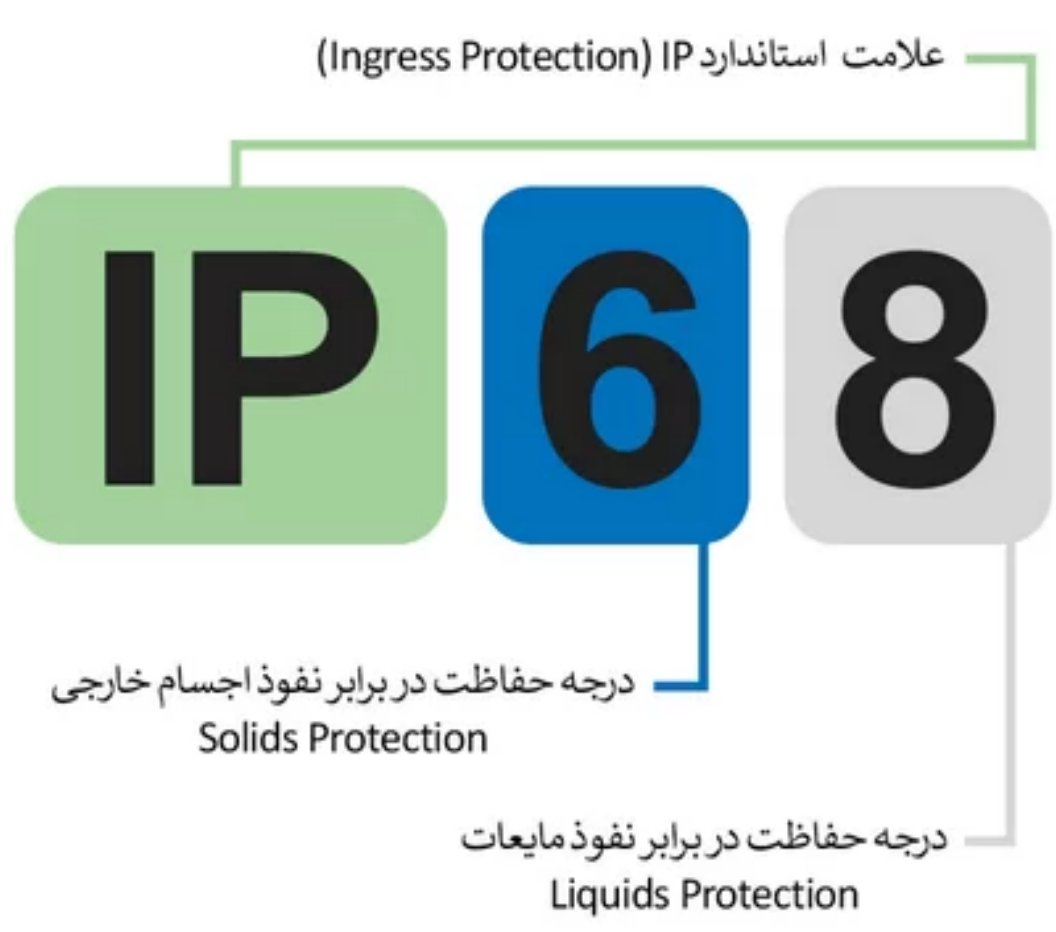 علامت استاندارد IP (Ingress Protection)
IP 6 8
درجه حفاظت در برابر نفوذ اجسام خارجی
Solids Protection
درجه حفاظت در برابر نفوذ مایعات
Liquids Protection